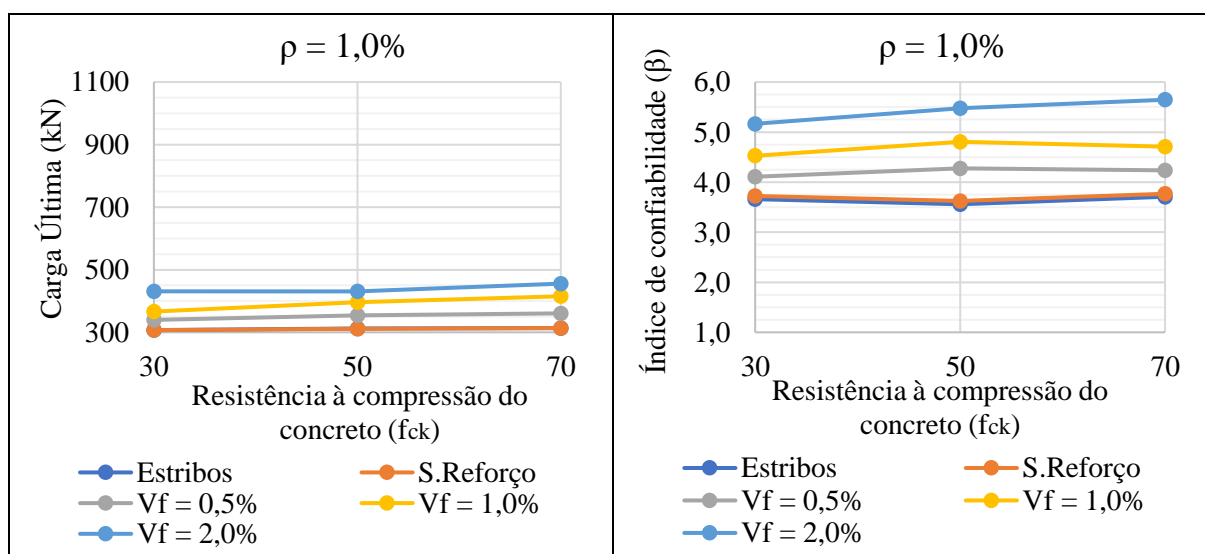 ρ = 1,0%
Carga Última (kN)
1100
900
700
500
300
30 50 70
Resistência à compressão do
concreto (fck)
Estribos S.Reforço
Vf = 0,5% Vf = 1,0%
Vf = 2,0%
ρ = 1,0%
Índice de confiabilidade (β)
6,0
5,0
4,0
3,0
2,0
1,0
30 50 70
Resistência à compressão do
concreto (fck)
Estribos S.Reforço
Vf = 0,5% Vf = 1,0%
Vf = 2,0%